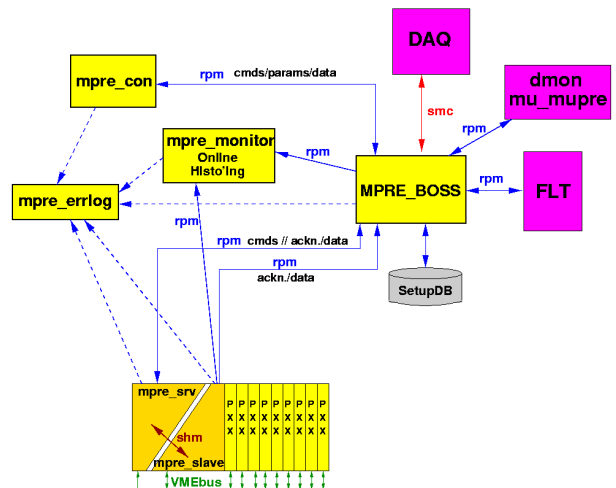 DAQ
dmon
mu_mupre
mpre_con
rpm cmds/params/data
smc
rpm
mpre_monitor
Online
Histo'ing
rpm
MPRE_BOSS
rpm
FLT
mpre_errlog
rpm
rpm cmds // ackn./data
rpm
ackn./data
SetupDB
mpre_srv
P P P P P P P P P
x x x x x x x x x
x x x x x x x x x
shm
mpre_slave
VMEbus